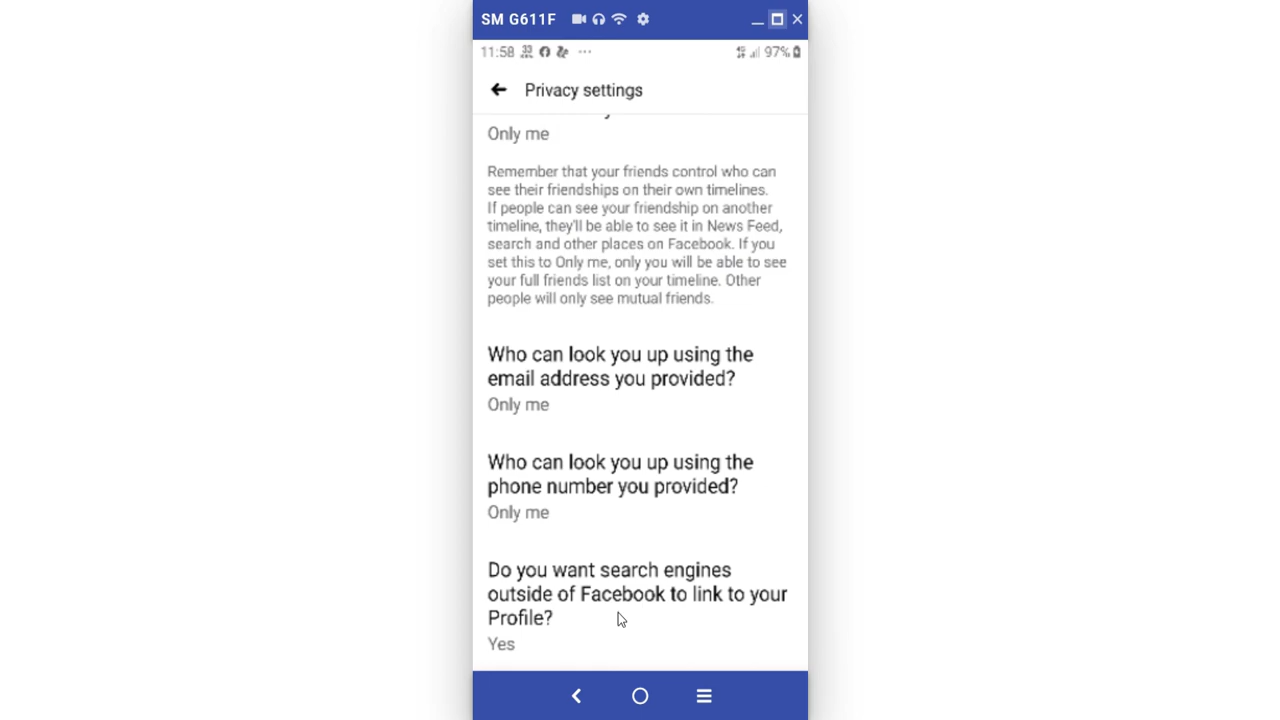 SM G611F
11:58
97%
Privacy settings
Only me
Remember that your friends control who can
see their friendships on their own timelines.
If people can see your friendship on another
timeline, they'll be able to see it in News Feed,
search and other places on Facebook. If you
set this to Only me, only you will be able to see
your full friends list on your timeline. Other
people will only see mutual friends.
Who can look you up using the
email address you provided?
Only me
Who can look you up using the
phone number you provided?
Only me
Do you want search engines
outside of Facebook to link to your
Profile?
Yes